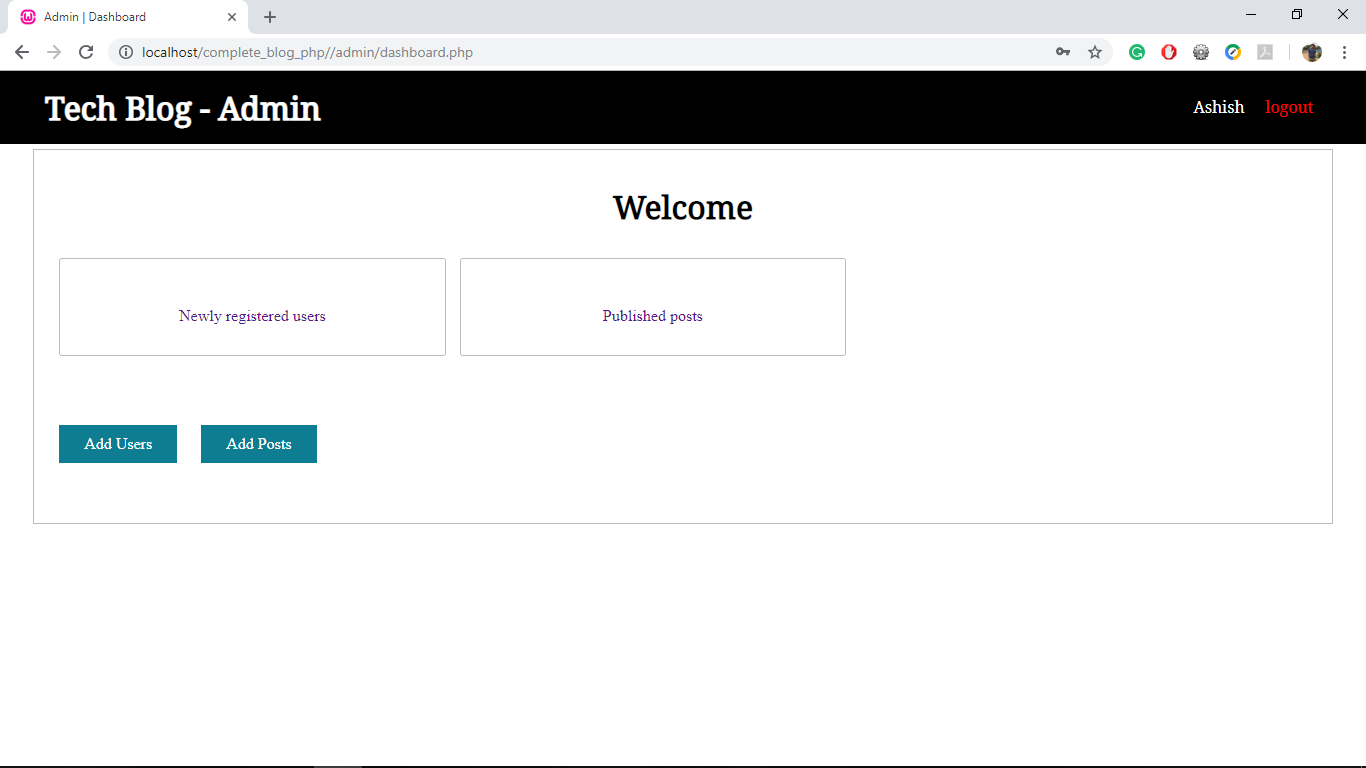 Admin | Dashboard
localhost/complete_blog_php//admin/dashboard.php
Tech Blog - Admin
Ashish logout
Welcome
Newly registered users
Published posts
Add Users
Add Posts